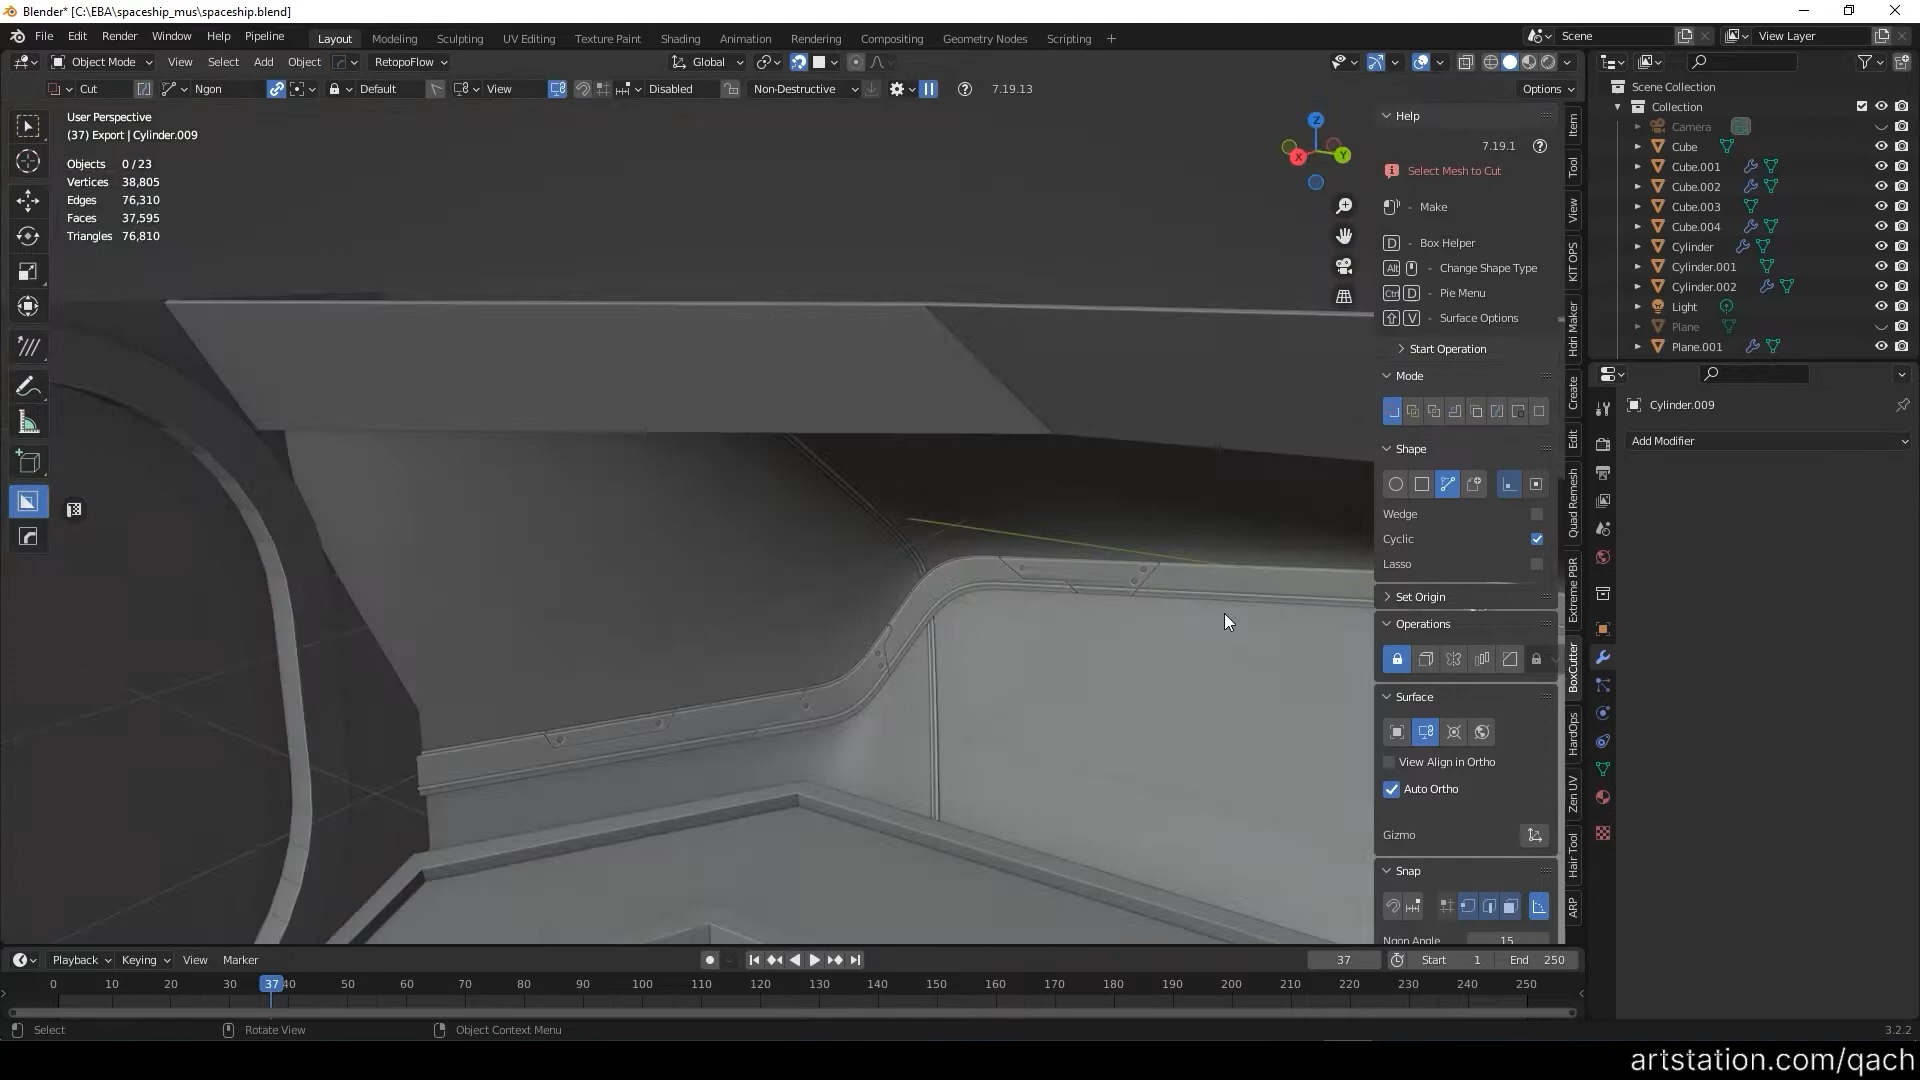 Blender* [C:\EBA\spaceship_mus\spaceship.blend]
File Edit Render Window Help Pipeline Layout Modeling Sculpting UV Editing Texture Paint Shading Animation Rendering Compositing Geometry Nodes Scripting + Scene View Layer
Object Mode View Select Add Object RetopoFlow Global
Cut Ngon Default View Disabled Non-Destructive 7.19.13 Options
User Perspective
(37) Export | Cylinder.009
Objects 0 / 23
Vertices 38,805
Edges 76,310
Faces 37,595
Triangles 76,810
Z
X
Y
Help
7.19.1
Select Mesh to Cut
- Make
D - Box Helper
Alt - Change Shape Type
Ctrl D - Pie Menu
V - Surface Options
Start Operation
Mode
Shape
Wedge
Cyclic
Lasso
Set Origin
Operations
Surface
View Align in Ortho
Auto Ortho
Gizmo
Snap
Ngon Angle 15
Item
Tool
View
KIT OPS
Hdri Maker
Create
Edit
Quad Remesh
Extreme PBR
BoxCutter
HardOps
Zen UV
Hair Tool
ARP
Scene Collection
Collection
Camera
Cube
Cube.001
Cube.002
Cube.003
Cube.004
Cylinder
Cylinder.001
Cylinder.002
Light
Plane
Plane.001
Cylinder.009
Add Modifier
Playback Keying View Marker 37 Start 1 End 250
0 10 20 30 37 40 50 60 70 80 90 100 110 120 130 140 150 160 170 180 190 200 210 220 230 240 250
Select Rotate View Object Context Menu 3.2.2
artstation.com/qach